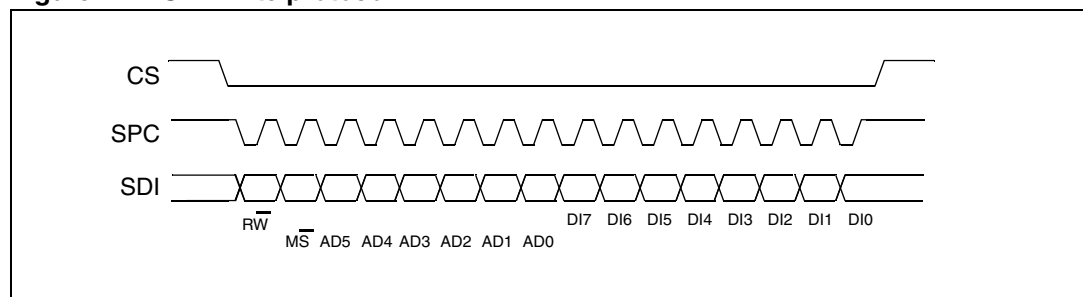 CS
SPC
SDI
RW DI7 DI6 DI5 DI4 DI3 DI2 DI1 DI0
MS AD5 AD4 AD3 AD2 AD1 AD0